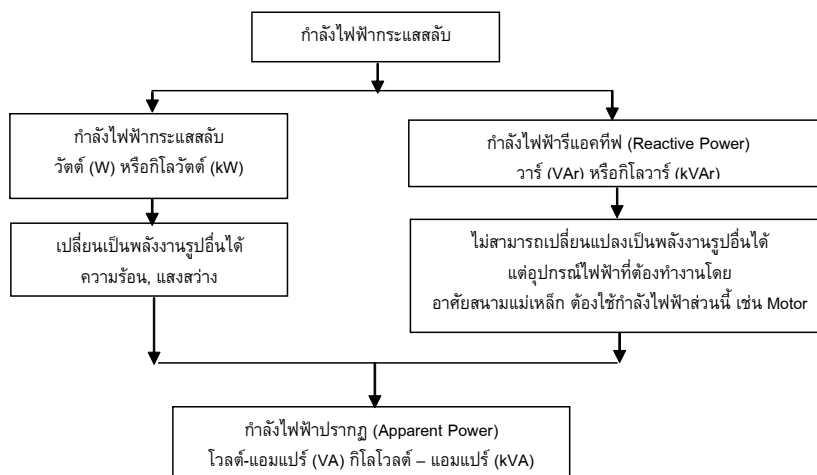 กำลังไฟฟ้ากระแสสลับ
กำลังไฟฟ้ากระแสสลับ
วัตต์ (W) หรือกิโลวัตต์ (kW)
กำลังไฟฟ้ารีแอคทีฟ (Reactive Power)
วาร์ (VAr) หรือกิโลวาร์ (kVAr)
เปลี่ยนเป็นพลังงานรูปอื่นได้
ความร้อน, แสงสว่าง
ไม่สามารถเปลี่ยนแปลงเป็นพลังงานรูปอื่นได้
แต่อุปกรณ์ไฟฟ้าที่ต้องทำงานโดย
อาศัยสนามแม่เหล็ก ต้องใช้กำลังไฟฟ้าส่วนนี้ เช่น Motor
กำลังไฟฟ้าปรากฏ (Apparent Power)
โวลต์-แอมแปร์ (VA) กิโลโวลต์ – แอมแปร์ (kVA)